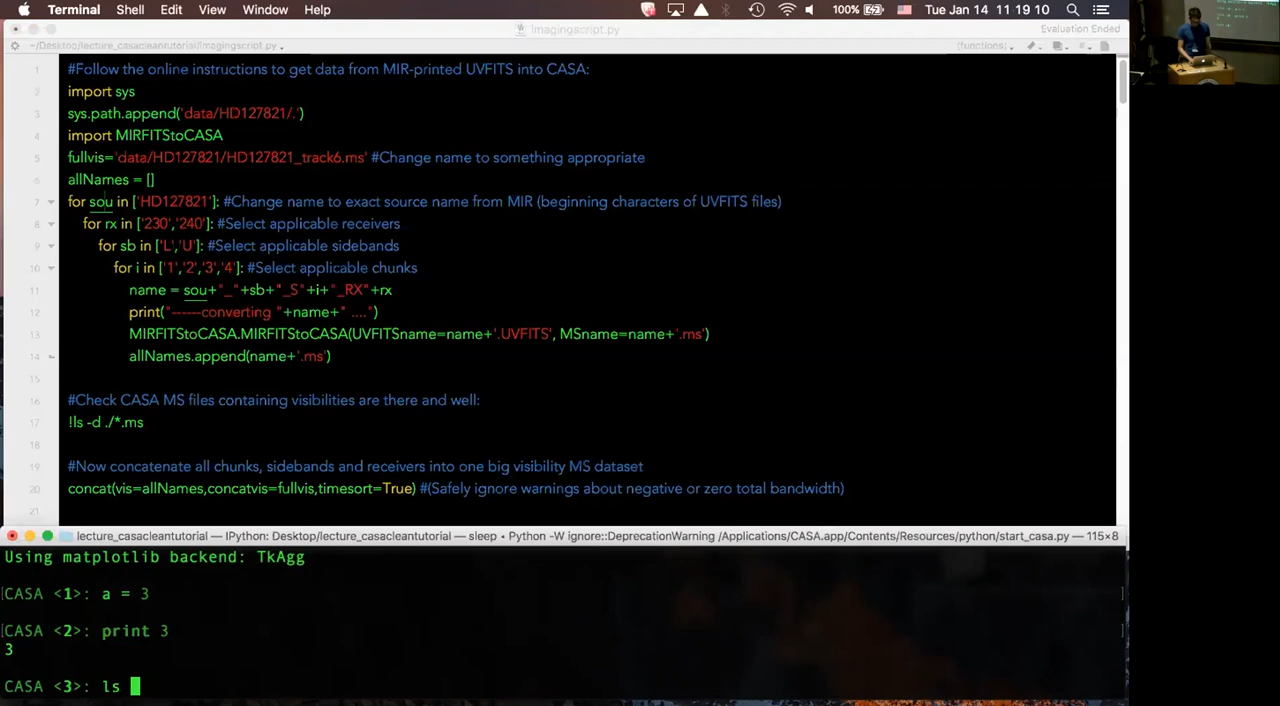 Terminal Shell Edit View Window Help 100% Tue Jan 14 11 19 10
imagingscript.py Evaluation Ended
~/Desktop/lecture_casacleantutorial/imagingscript.py (functions)
1 #Follow the online instructions to get data from MIR-printed UVFITS into CASA:
2 import sys
3 sys.path.append('data/HD127821/.')
4 import MIRFITStoCASA
5 fullvis='data/HD127821/HD127821_track6.ms' #Change name to something appropriate
6 allNames = []
7 for sou in ['HD127821']: #Change name to exact source name from MIR (beginning characters of UVFITS files)
8 for rx in ['230','240']: #Select applicable receivers
9 for sb in ['L','U']: #Select applicable sidebands
10 for i in ['1','2','3','4']: #Select applicable chunks
11 name = sou+"_"+sb+"_S"+i+"_RX"+rx
12 print("------converting "+name+" ....")
13 MIRFITStoCASA.MIRFITStoCASA(UVFITSname=name+'.UVFITS', MSname=name+'.ms')
14 allNames.append(name+'.ms')
15
16 #Check CASA MS files containing visibilities are there and well:
17 !ls -d ./*.ms
18
19 #Now concatenate all chunks, sidebands and receivers into one big visibility MS dataset
20 concat(vis=allNames,concatvis=fullvis,timesort=True) #(Safely ignore warnings about negative or zero total bandwidth)
21
lecture_casacleantutorial — IPython: Desktop/lecture_casacleantutorial — sleep • Python -W ignore::DeprecationWarning /Applications/CASA.app/Contents/Resources/python/start_casa.py — 115×8
Using matplotlib backend: TkAgg
CASA <1>: a = 3
CASA <2>: print 3
3
CASA <3>: ls